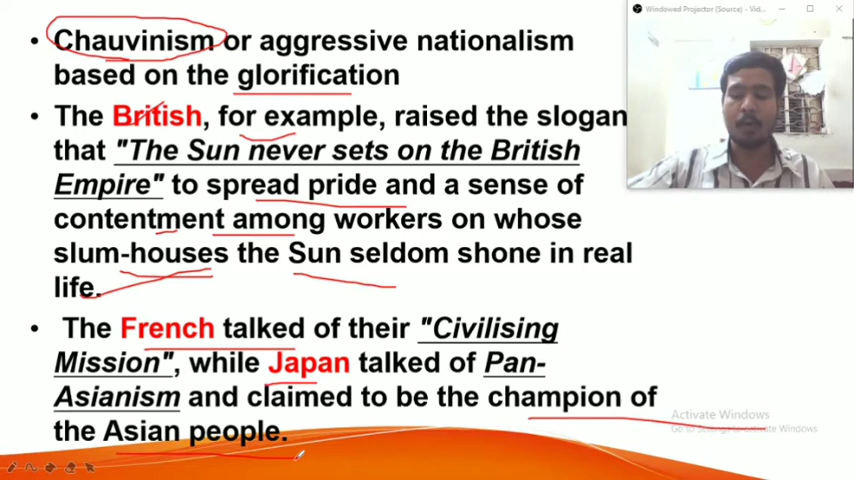 Windowed Projector (Source) - Vid...
• Chauvinism or aggressive nationalism
based on the glorification
• The British, for example, raised the slogan
that "The Sun never sets on the British
Empire" to spread pride and a sense of
contentment among workers on whose
slum-houses the Sun seldom shone in real
life.
• The French talked of their "Civilising
Mission", while Japan talked of Pan-
Asianism and claimed to be the champion of
the Asian people.
Activate Windows
Go to Settings to activate Windows